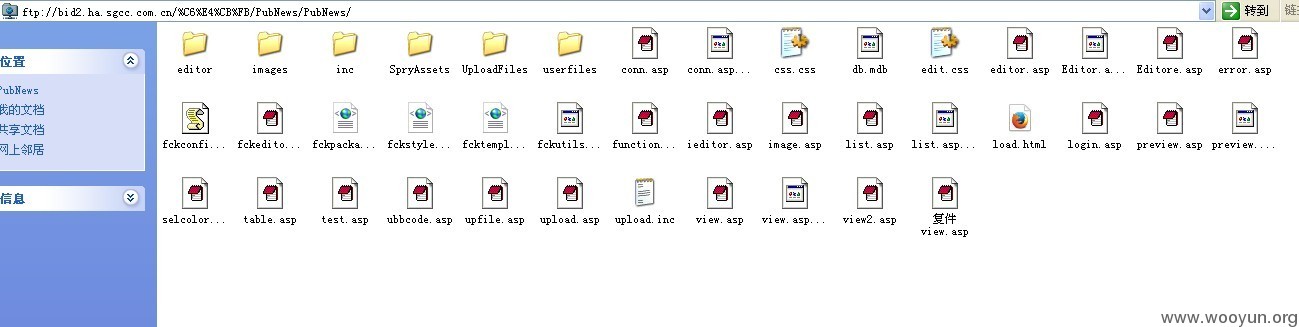 ftp://bid2.ha.sgcc.com.cn/%C6%E4%CB%FB/PubNews/PubNews/
转到
位置
PubNews
我的文档
共享文档
网上邻居
信息
editor images inc SpryAssets UploadFiles userfiles conn.asp conn.asp... css.css db.mdb edit.css editor.asp Editor.a... Editore.asp error.asp
fckconfi... fckedito... fckpacka... fckstyle... fcktempl... fckutils... function... ieditor.asp image.asp list.asp list.asp... load.html login.asp preview.asp preview....
selcolor... table.asp test.asp ubbcode.asp upfile.asp upload.asp upload.inc view.asp view.asp... view2.asp 复件
view.asp
www.wooyun.org